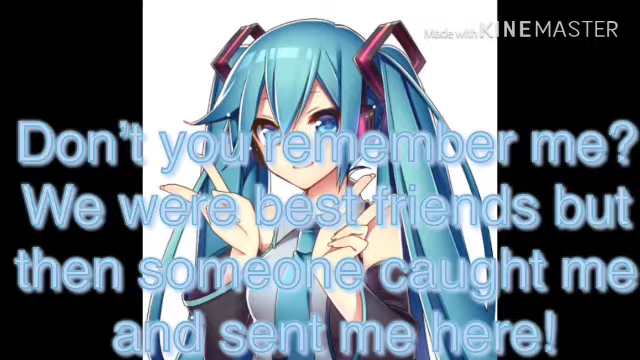 Made with KINEMASTER
Don't you remember me?
We were best friends but
then someone caught me
and sent me here!